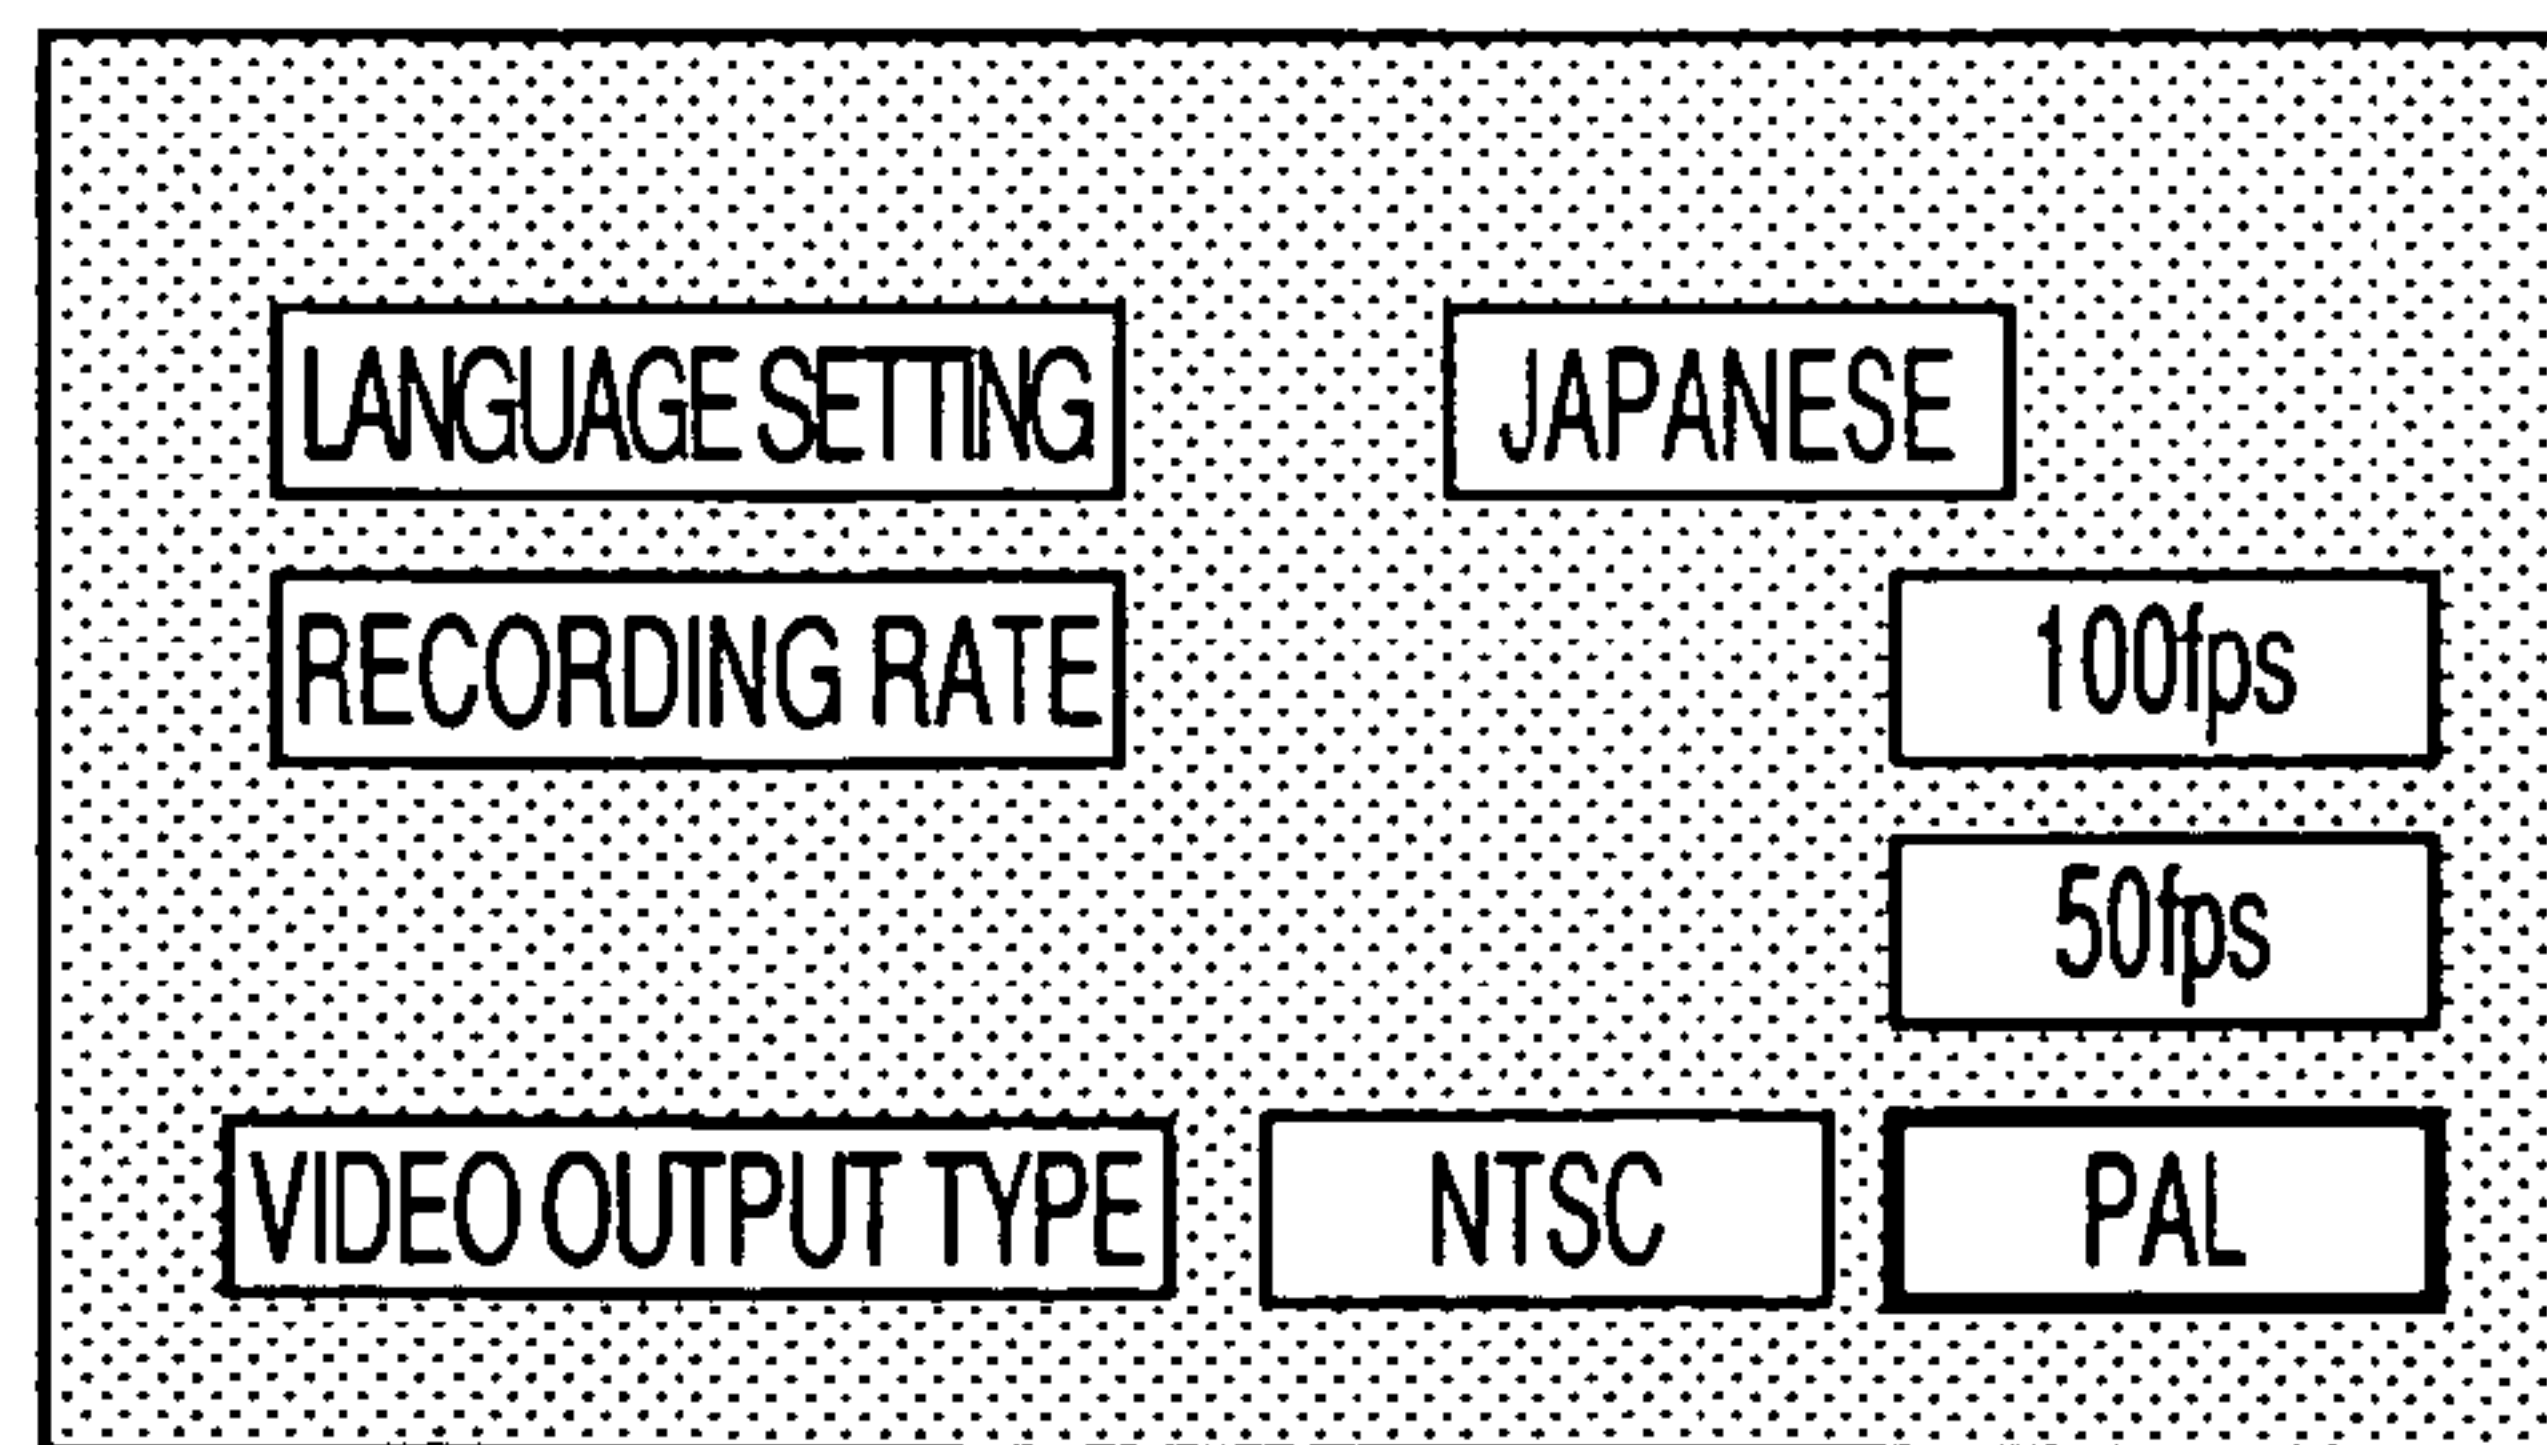 LANGUAGE SETTING JAPANESE
RECORDING RATE 100fps
50fps
VIDEO OUTPUT TYPE NTSC PAL